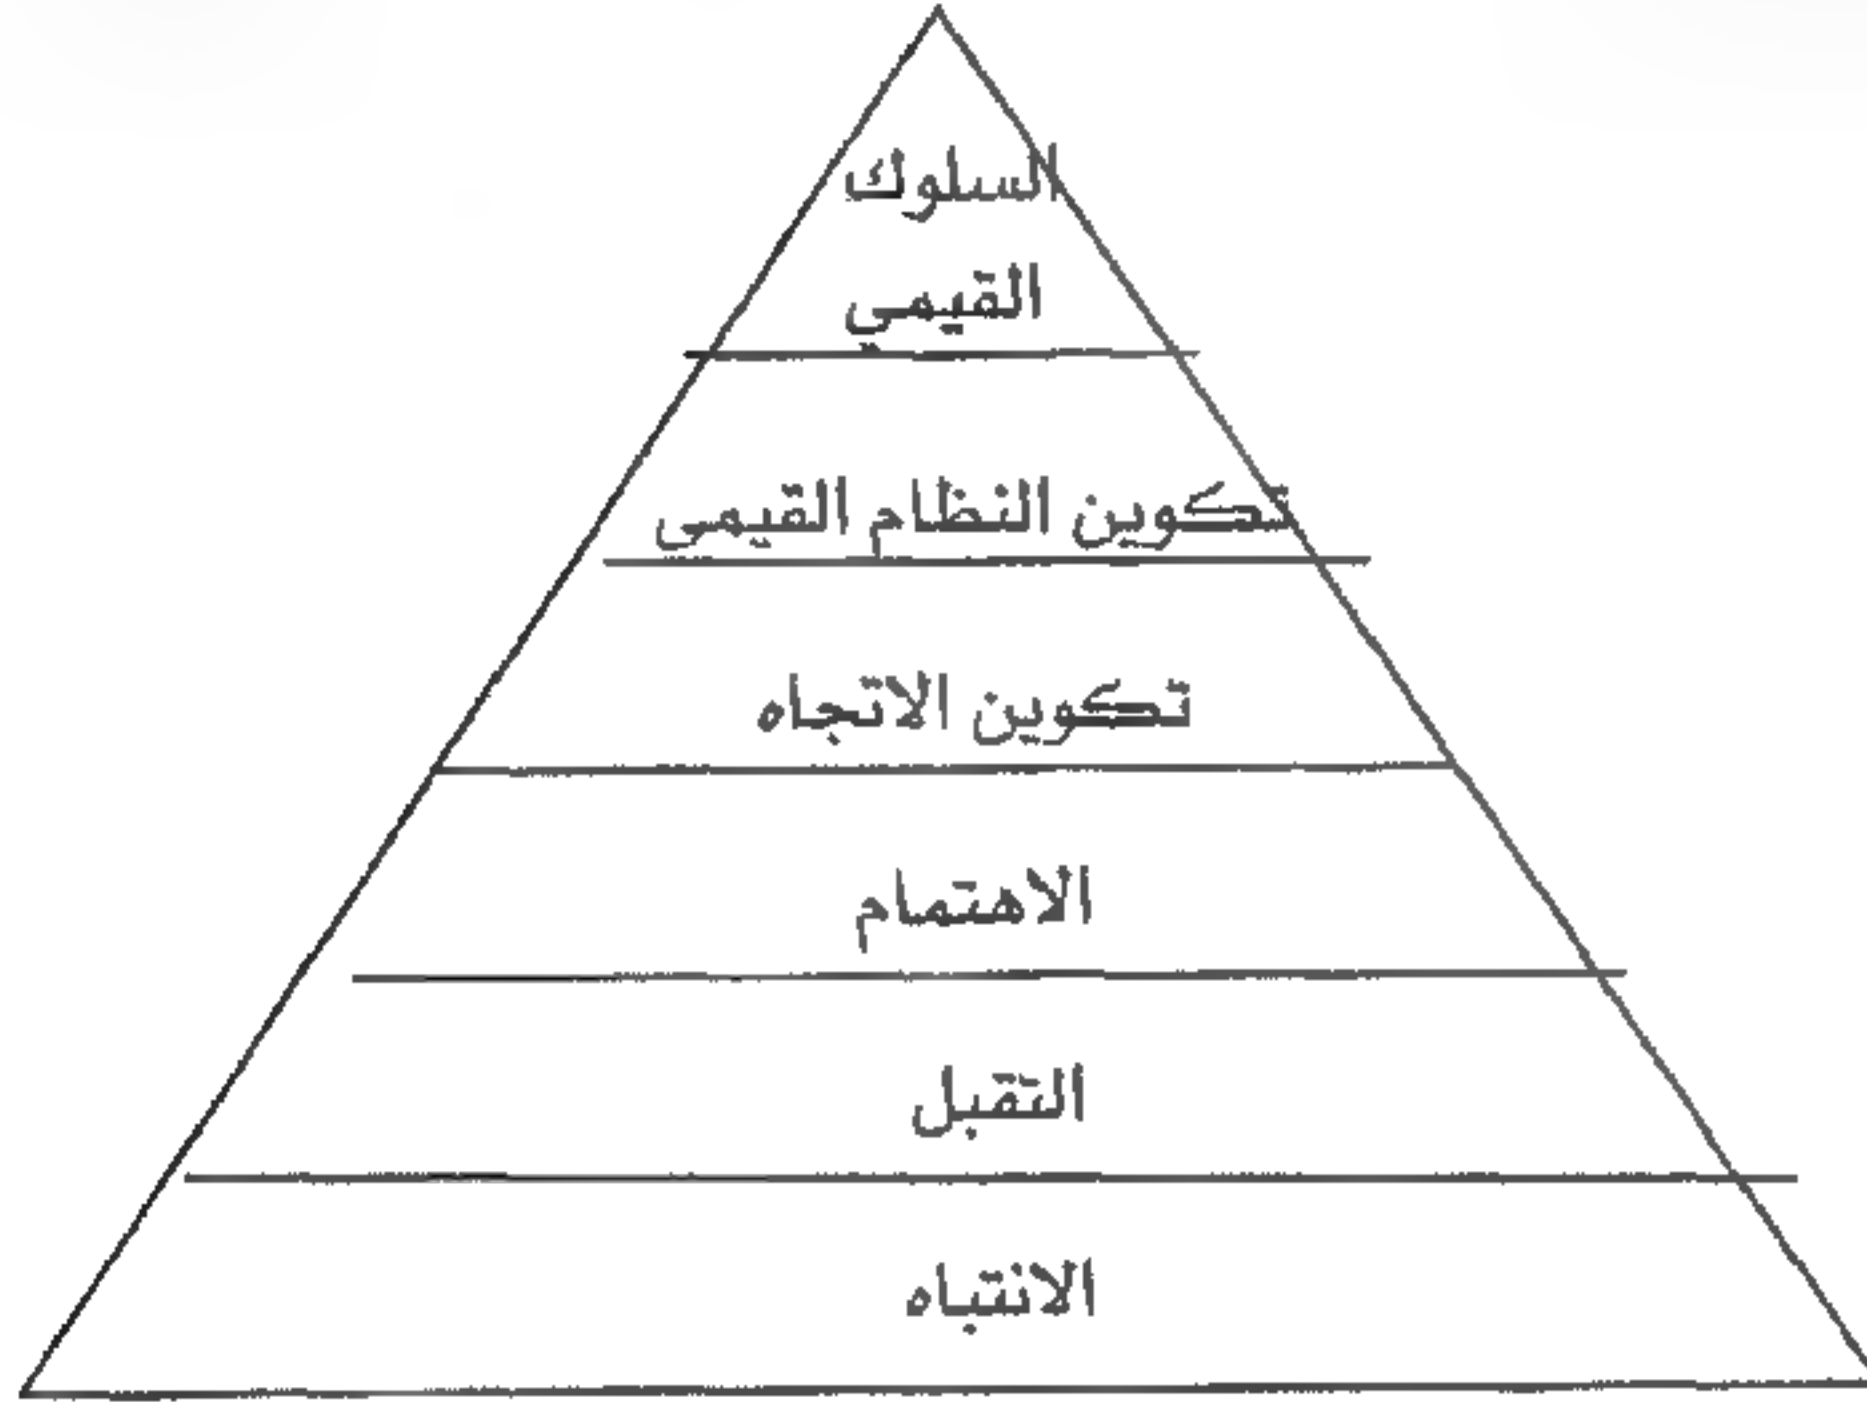 السلوك
القيمي
تكوين النظام القيمى
تكوين الاتجاه
الاهتمام
التقبل
الانتباه